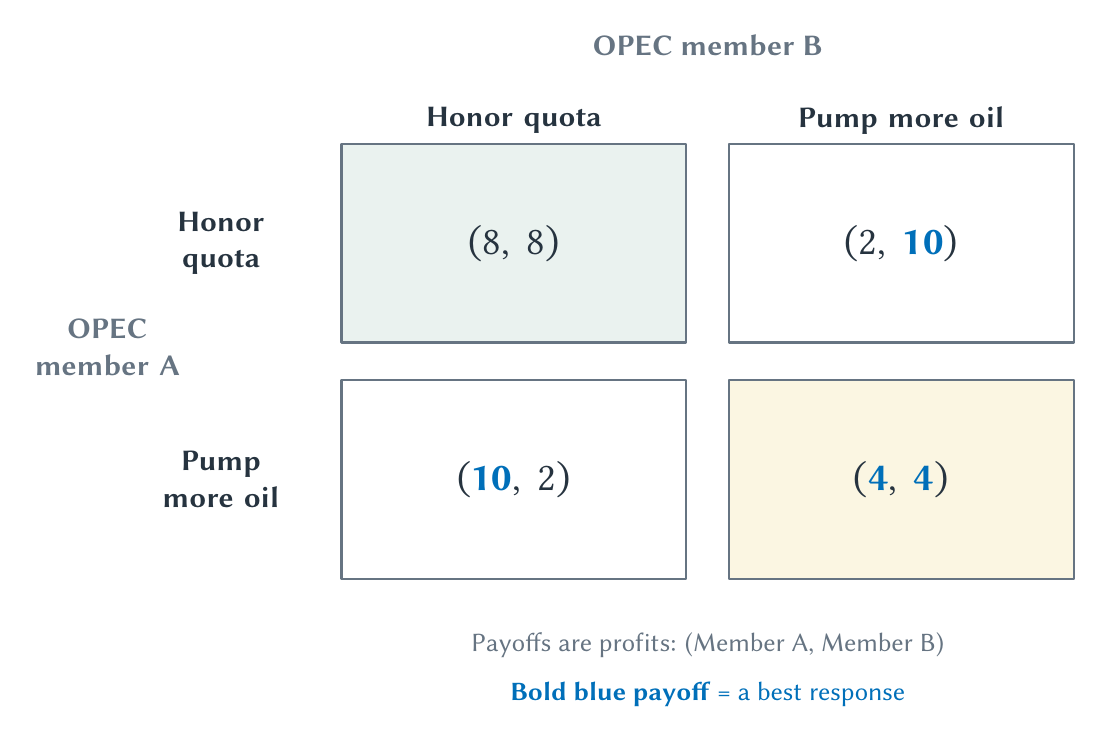 OPEC member B
Honor quota
Pump more oil
Honor
quota
(8, 8)
(2, 10)
OPEC
member A
Pump
more oil
(10, 2)
(4, 4)
Payoffs are profits: (Member A, Member B)
Bold blue payoff = a best response